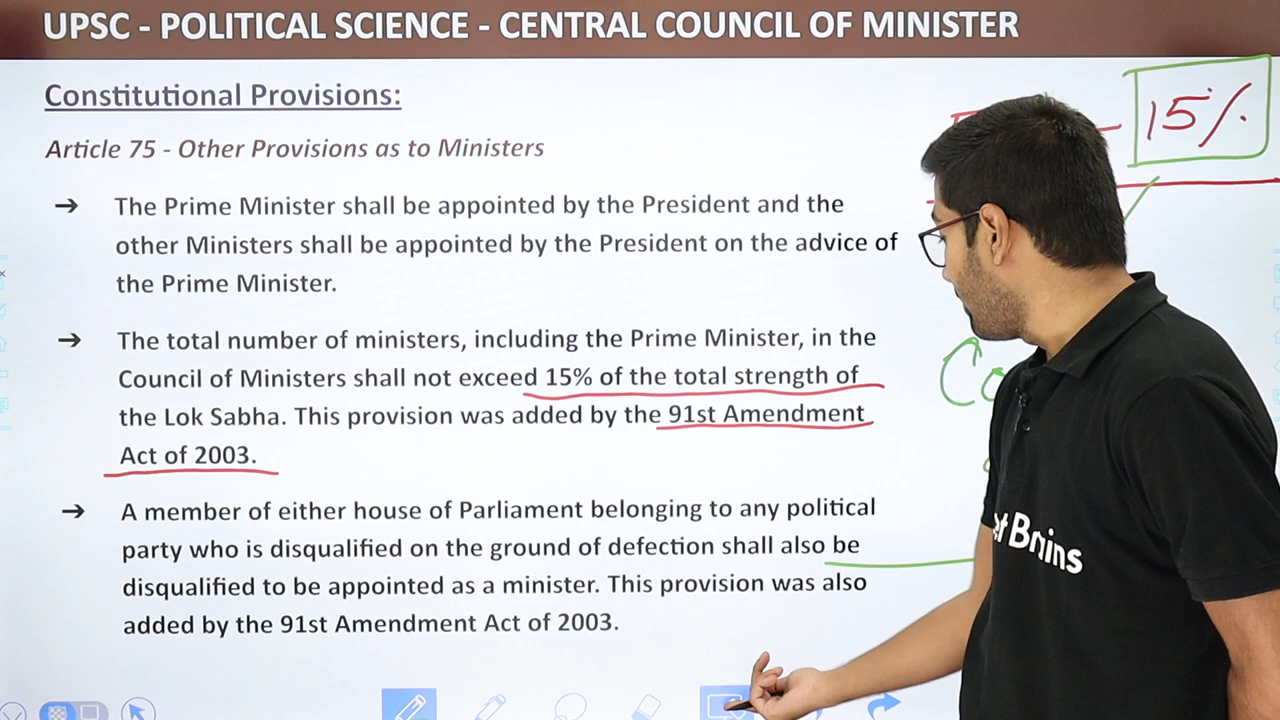 UPSC - POLITICAL SCIENCE - CENTRAL COUNCIL OF MINISTER
Constitutional Provisions:
15%
Article 75 - Other Provisions as to Ministers
→ The Prime Minister shall be appointed by the President and the
other Ministers shall be appointed by the President on the advice of
the Prime Minister.
→ The total number of ministers, including the Prime Minister, in the
Council of Ministers shall not exceed 15% of the total strength of
the Lok Sabha. This provision was added by the 91st Amendment
Act of 2003.
→ A member of either house of Parliament belonging to any political
party who is disqualified on the ground of defection shall also be
disqualified to be appointed as a minister. This provision was also
added by the 91st Amendment Act of 2003.
Brains